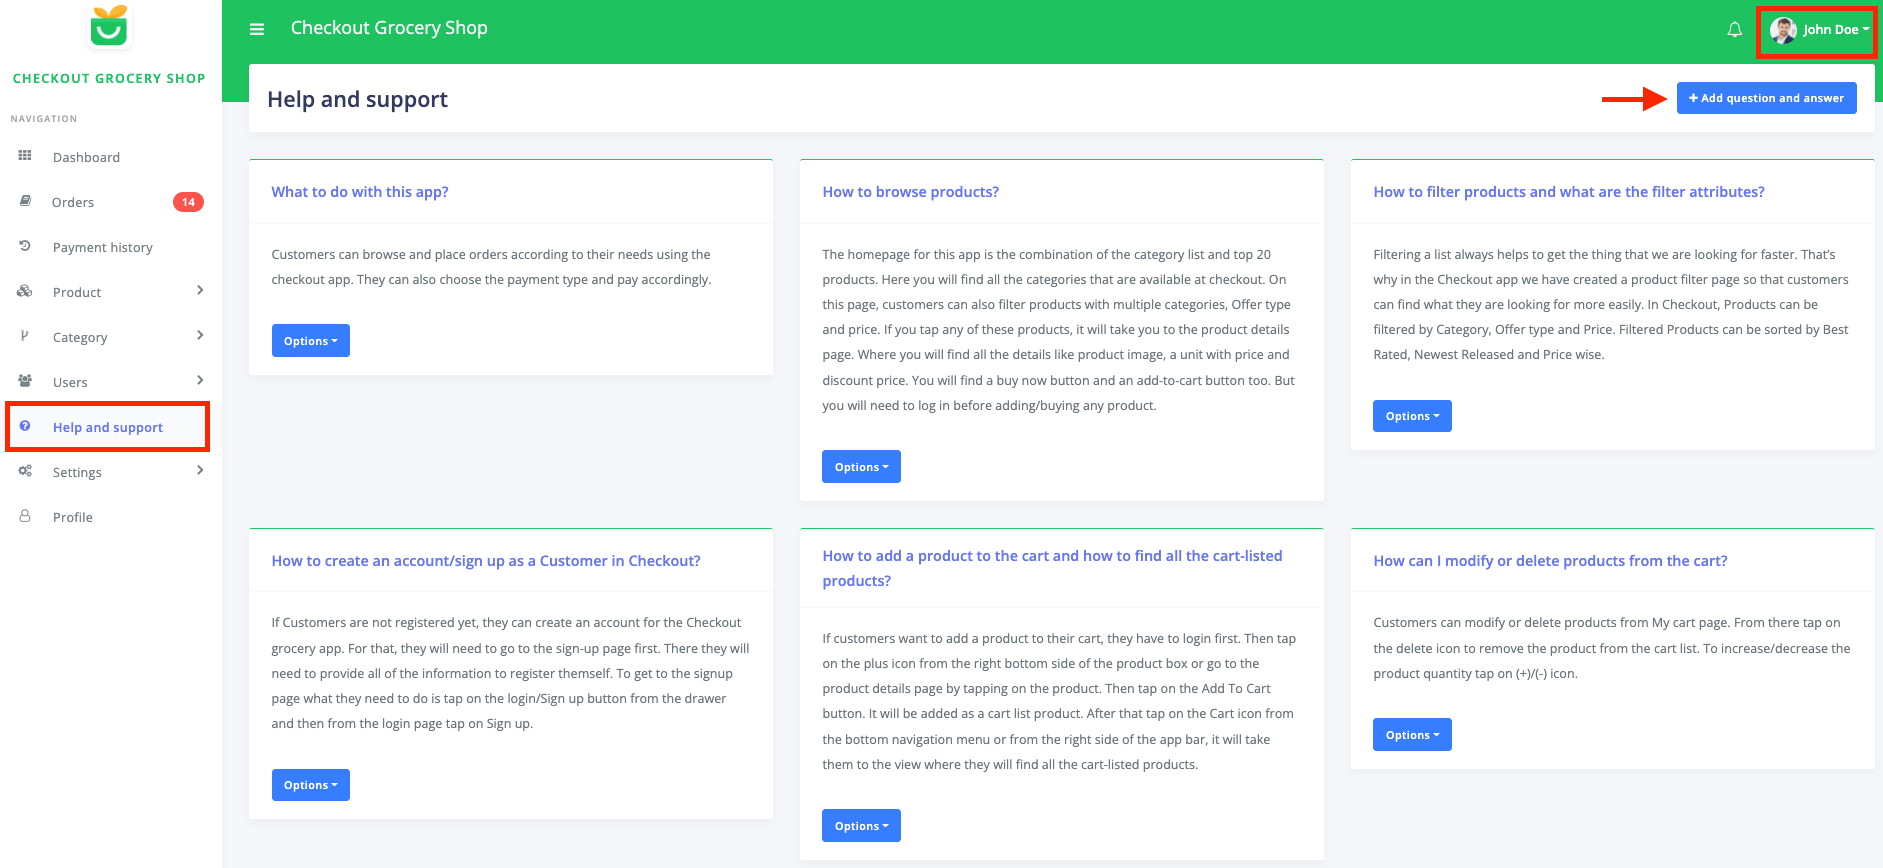 Checkout Grocery Shop
John Doe
CHECKOUT GROCERY SHOP
NAVIGATION
Dashboard
Orders
14
Payment history
Product
Category
Users
Help and support
Settings
Profile
Help and support
+ Add question and answer
What to do with this app?
Customers can browse and place orders according to their needs using the
checkout app. They can also choose the payment type and pay accordingly.
Options
How to browse products?
The homepage for this app is the combination of the category list and top 20
products. Here you will find all the categories that are available at checkout. On
this page, customers can also filter products with multiple categories, Offer type
and price. If you tap any of these products, it will take you to the product details
page. Where you will find all the details like product image, a unit with price and
discount price. You will find a buy now button and an add-to-cart button too. But
you will need to log in before adding/buying any product.
Options
How to filter products and what are the filter attributes?
Filtering a list always helps to get the thing that we are looking for faster. That's
why in the Checkout app we have created a product filter page so that customers
can find what they are looking for more easily. In Checkout, Products can be
filtered by Category, Offer type and Price. Filtered Products can be sorted by Best
Rated, Newest Released and Price wise.
Options
How to create an account/sign up as a Customer in Checkout?
If Customers are not registered yet, they can create an account for the Checkout
grocery app. For that, they will need to go to the sign-up page first. There they will
need to provide all of the information to register themself. To get to the signup
page what they need to do is tap on the login/Sign up button from the drawer
and then from the login page tap on Sign up.
Options
How to add a product to the cart and how to find all the cart-listed
products?
If customers want to add a product to their cart, they have to login first. Then tap
on the plus icon from the right bottom side of the product box or go to the
product details page by tapping on the product. Then tap on the Add To Cart
button. It will be added as a cart list product. After that tap on the Cart icon from
the bottom navigation menu or from the right side of the app bar, it will take
them to the view where they will find all the cart-listed products.
Options
How can I modify or delete products from the cart?
Customers can modify or delete products from My cart page. From there tap on
the delete icon to remove the product from the cart list. To increase/decrease the
product quantity tap on (+)/(-) icon.
Options